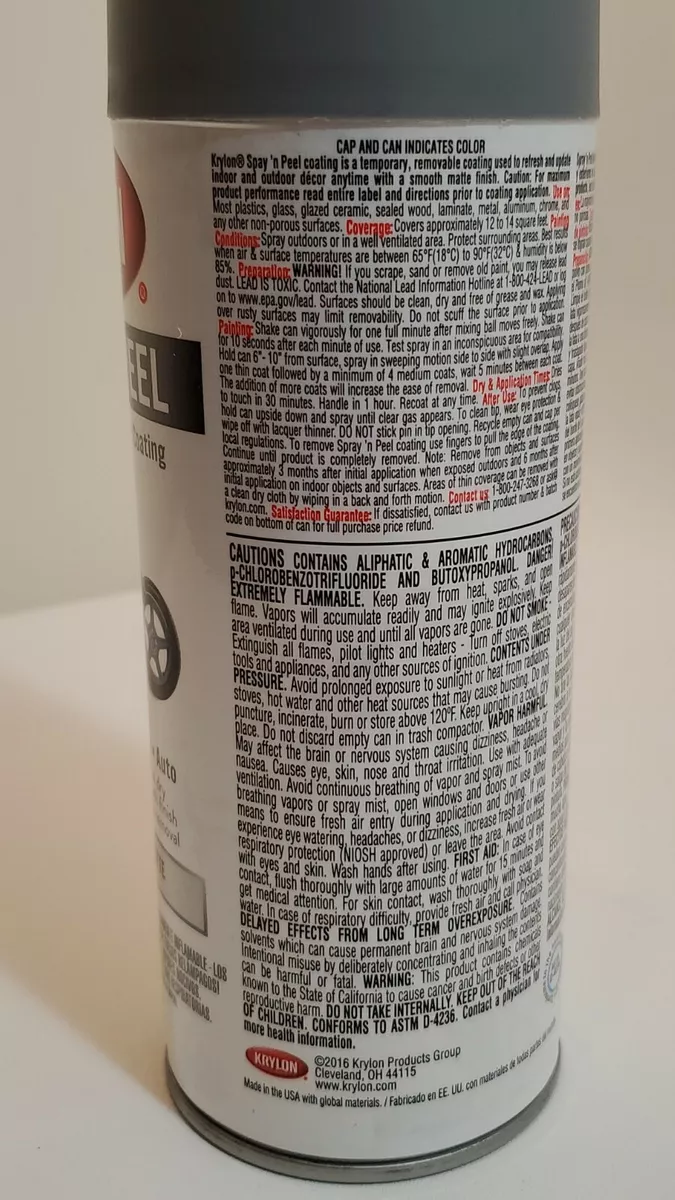 CAP AND CAN INDICATES COLOR
Krylon® Spay 'n Peel coating is a temporary, removable coating used to refresh and update
indoor and outdoor décor anytime with a smooth matte finish. Caution: For maximum
product performance read entire label and directions prior to coating application. Use on:
Most plastics, glass, glazed ceramic, sealed wood, laminate, metal, aluminum, chrome, and
any other non-porous surfaces. Coverage: Covers approximately 12 to 14 square feet. Painting
Conditions: Spray outdoors or in a well ventilated area. Protect surrounding areas. Best results
when air & surface temperatures are between 65°F(18°C) to 90°F(32°C) & humidity is below
85%. Preparation: WARNING! If you scrape, sand or remove old paint, you may release lead
dust. LEAD IS TOXIC. Contact the National Lead Information Hotline at 1-800-424-LEAD or log
on to www.epa.gov/lead. Surfaces should be clean, dry and free of grease and wax. Applying
over rusty surfaces may limit removability. Do not scuff the surface prior to application.
Painting: Shake can vigorously for one full minute after mixing ball moves freely. Shake can
for 10 seconds after each minute of use. Test spray in an inconspicuous area for compatibility.
Hold can 6"- 10" from surface, spray in sweeping motion side to side with slight overlap. Apply
one thin coat followed by a minimum of 4 medium coats, wait 5 minutes between each coat.
The addition of more coats will increase the ease of removal. Dry & Application Times: Dries
to touch in 30 minutes. Handle in 1 hour. Recoat at any time. After Use: To prevent clogs,
hold can upside down and spray until clear gas appears. To clean tip, wear eye protection &
wipe off with lacquer thinner. DO NOT stick pin in tip opening. Recycle empty can and cap per
local regulations. To remove Spray 'n Peel coating use fingers to pull the edge of the coating.
Continue until product is completely removed. Note: Remove from objects and surfaces
approximately 3 months after initial application when exposed outdoors and 6 months after
initial application on indoor objects and surfaces. Areas of thin coverage can be removed with
a clean dry cloth by wiping in a back and forth motion. Contact us: 1-800-247-3268 or
krylon.com. Satisfaction Guarantee: If dissatisfied, contact us with product number & batch
code on bottom of can for full purchase price refund.
CAUTIONS CONTAINS ALIPHATIC & AROMATIC HYDROCARBONS,
p-CHLOROBENZOTRIFLUORIDE AND BUTOXYPROPANOL. DANGER!
EXTREMELY FLAMMABLE. Keep away from heat, sparks, and open
flame. Vapors will accumulate readily and may ignite explosively. Keep
area ventilated during use and until all vapors are gone. DO NOT SMOKE -
Extinguish all flames, pilot lights and heaters - Turn off stoves, electric
tools and appliances, and any other sources of ignition. CONTENTS UNDER
PRESSURE. Avoid prolonged exposure to sunlight or heat from radiators,
stoves, hot water and other heat sources that may cause bursting. Do not
puncture, incinerate, burn or store above 120°F. Keep upright in a cool, dry
place. Do not discard empty can in trash compactor. VAPOR HARMFUL.
May affect the brain or nervous system causing dizziness, headache or
nausea. Causes eye, skin, nose and throat irritation. Use with adequate
ventilation. Avoid continuous breathing of vapor and spray mist. To avoid
breathing vapors or spray mist, open windows and doors or use other
means to ensure fresh air entry during application and drying. If you
experience eye watering, headaches, or dizziness, increase fresh air or wear
respiratory protection (NIOSH approved) or leave the area. Avoid contact
with eyes and skin. Wash hands after using. FIRST AID: In case of eye
contact, flush thoroughly with large amounts of water for 15 minutes and
get medical attention. For skin contact, wash thoroughly with soap and
water. In case of respiratory difficulty, provide fresh air and call physician.
DELAYED EFFECTS FROM LONG TERM OVEREXPOSURE. Contains
solvents which can cause permanent brain and nervous system damage.
Intentional misuse by deliberately concentrating and inhaling the contents
can be harmful or fatal. WARNING: This product contains chemicals
known to the State of California to cause cancer and birth defects or other
reproductive harm. DO NOT TAKE INTERNALLY. KEEP OUT OF THE REACH
OF CHILDREN. CONFORMS TO ASTM D-4236. Contact a physician for
more health information.
KRYLON
©2016 Krylon Products Group
Cleveland, OH 44115
www.krylon.com
Made in the USA with global materials. / Fabricado en EE. UU. con materiales de todas partes
EEL
Auto
INFLAMABLE - LOS